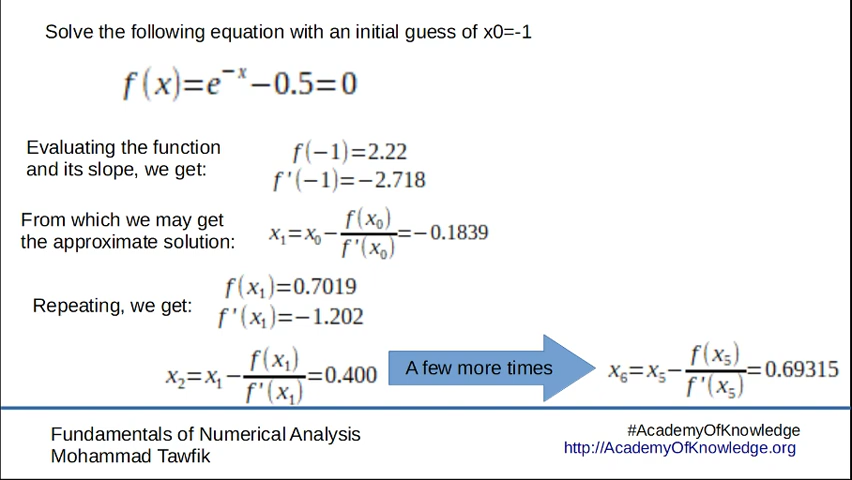 Solve the following equation with an initial guess of x0=-1
f(x)=e^{-x}-0.5=0
Evaluating the function
and its slope, we get:
f(-1)=2.22
f'(-1)=-2.718
From which we may get
the approximate solution:
x₁=x₀-f(x₀)/f'(x₀)=-0.1839
Repeating, we get:
f(x₁)=0.7019
f'(x₁)=-1.202
x₂=x₁-f(x₁)/f'(x₁)=0.400
A few more times
x₆=x₅-f(x₅)/f'(x₅)=0.69315
Fundamentals of Numerical Analysis
Mohammad Tawfik
#AcademyOfKnowledge
http://AcademyOfKnowledge.org